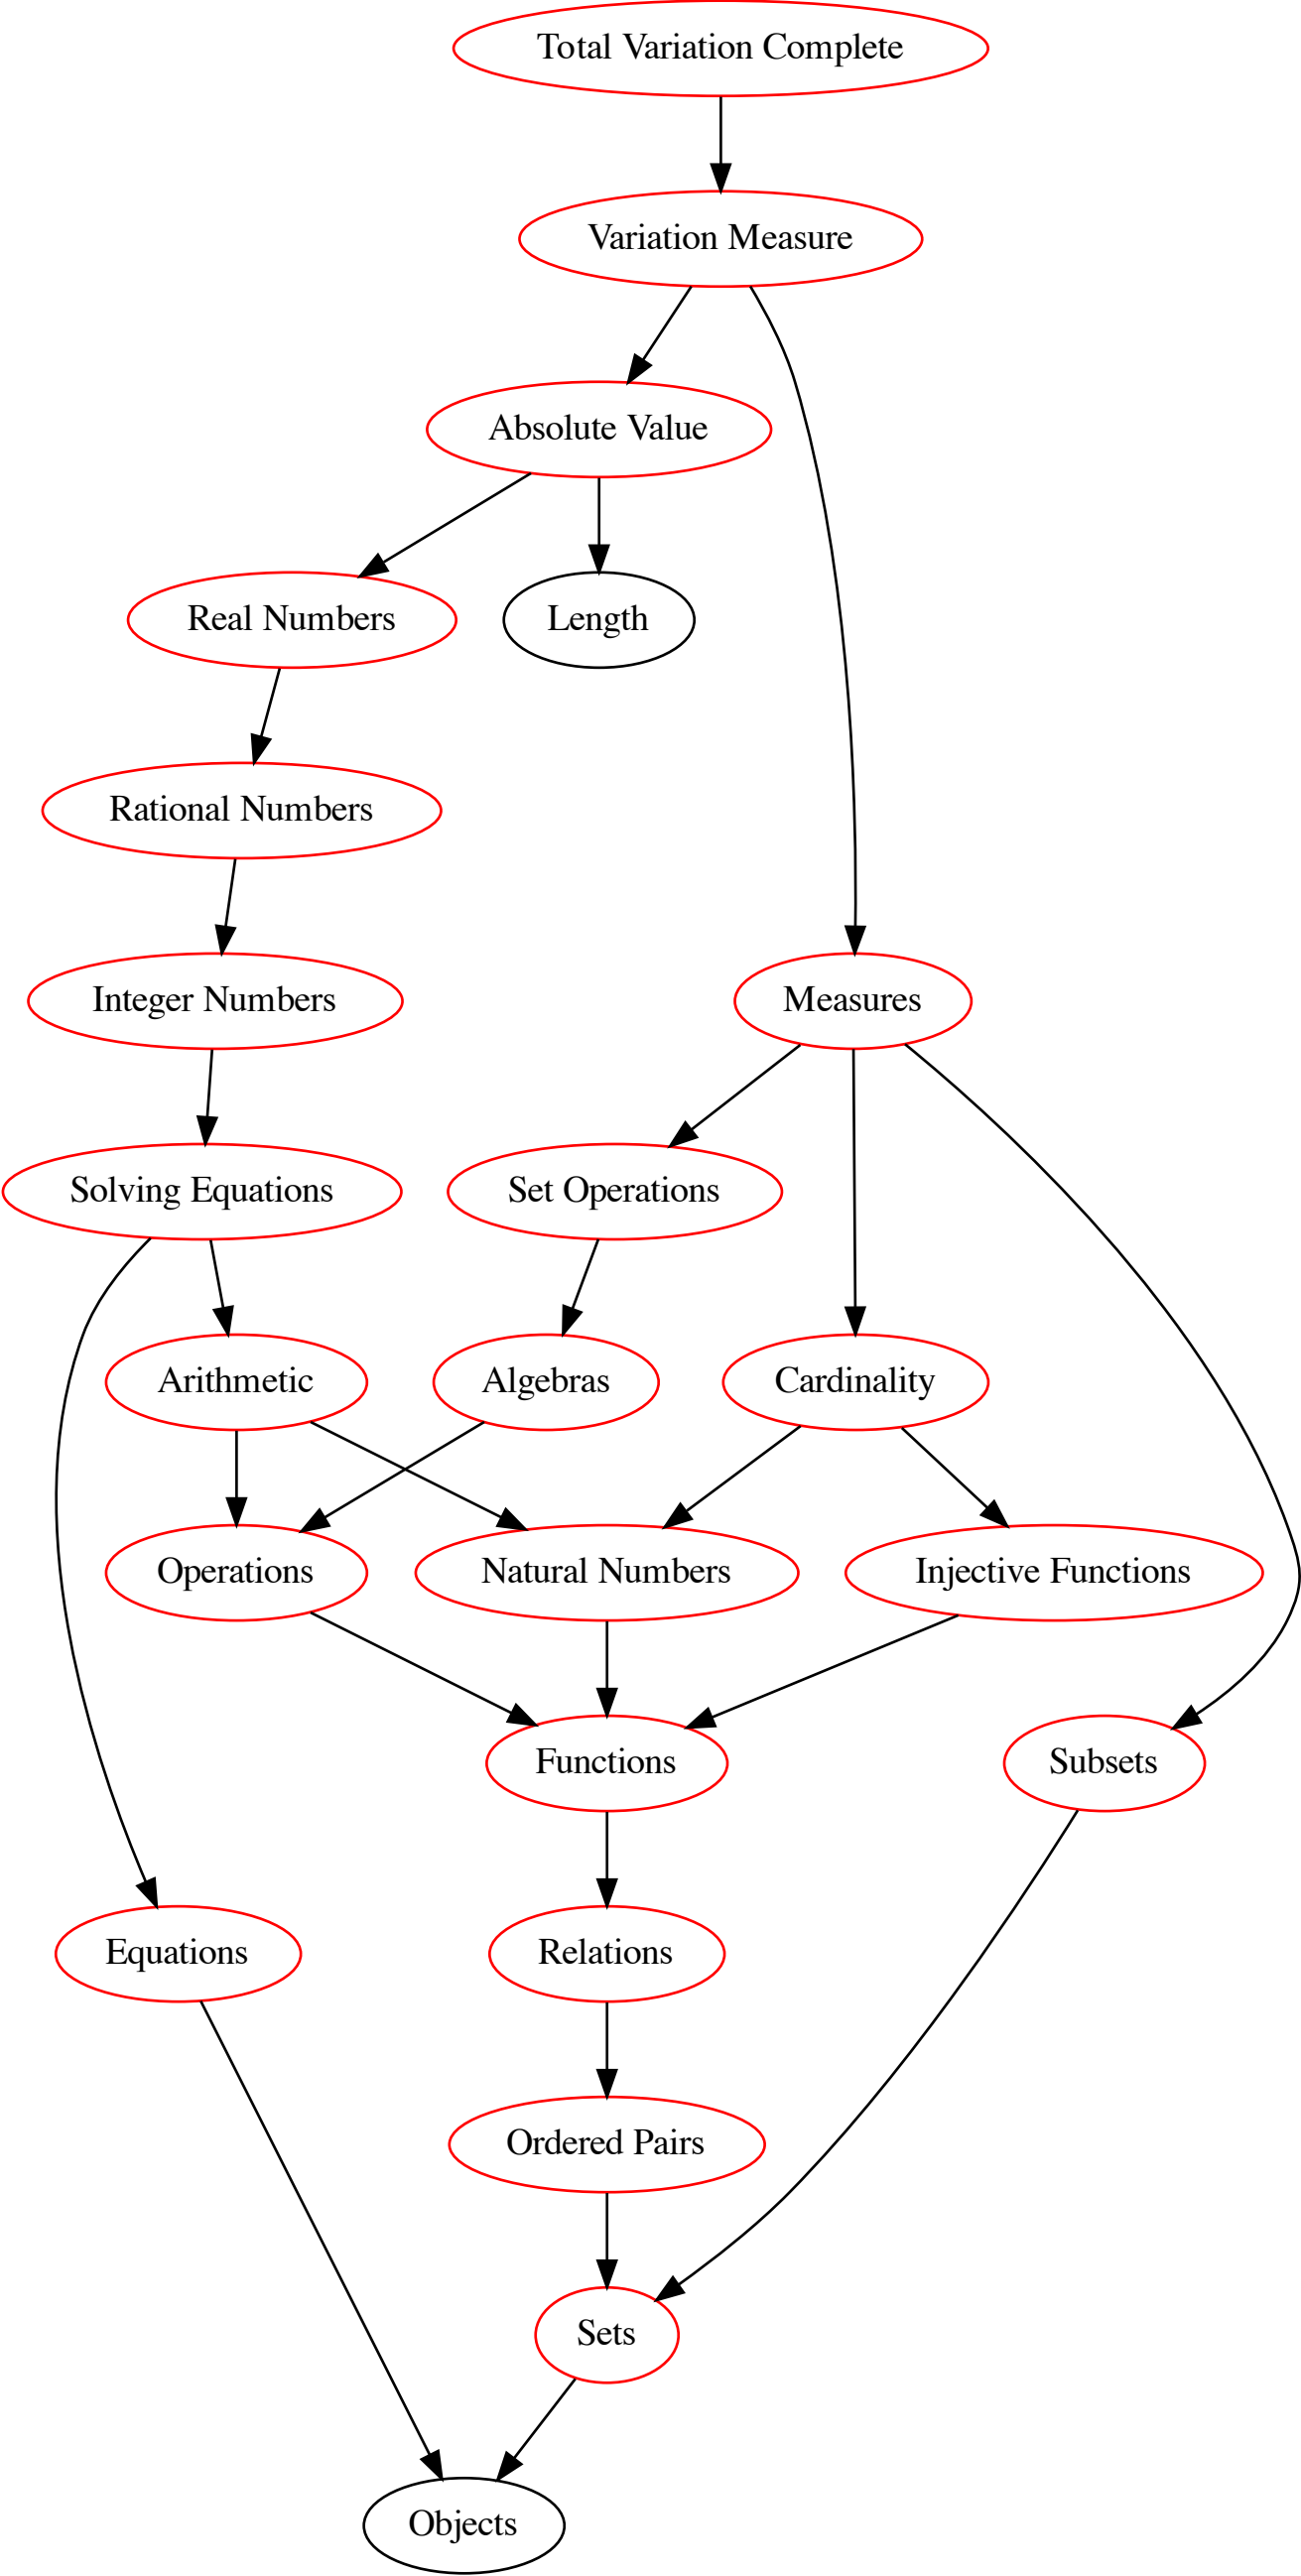 Total Variation Complete
Variation Measure
Absolute Value
Real Numbers
Length
Rational Numbers
Integer Numbers
Measures
Solving Equations
Set Operations
Arithmetic
Algebras
Cardinality
Operations
Natural Numbers
Injective Functions
Functions
Subsets
Equations
Relations
Ordered Pairs
Sets
Objects